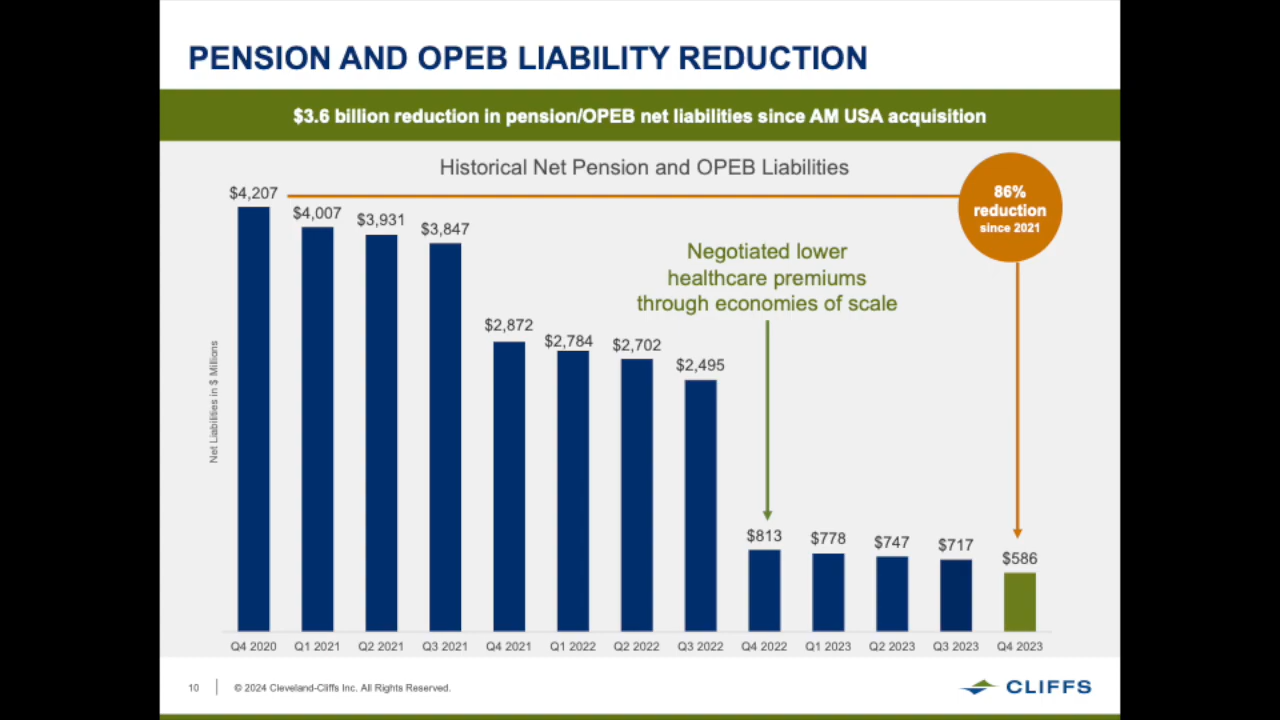 PENSION AND OPEB LIABILITY REDUCTION
$3.6 billion reduction in pension/OPEB net liabilities since AM USA acquisition
Historical Net Pension and OPEB Liabilities
86%
reduction
since 2021
Negotiated lower
healthcare premiums
through economies of scale
Net Liabilities in $ Millions
$4,207
$4,007
$3,931
$3,847
$2,872
$2,784
$2,702
$2,495
$813
$778
$747
$717
$586
Q4 2020
Q1 2021
Q2 2021
Q3 2021
Q4 2021
Q1 2022
Q2 2022
Q3 2022
Q4 2022
Q1 2023
Q2 2023
Q3 2023
Q4 2023
10
© 2024 Cleveland-Cliffs Inc. All Rights Reserved.
CLIFFS